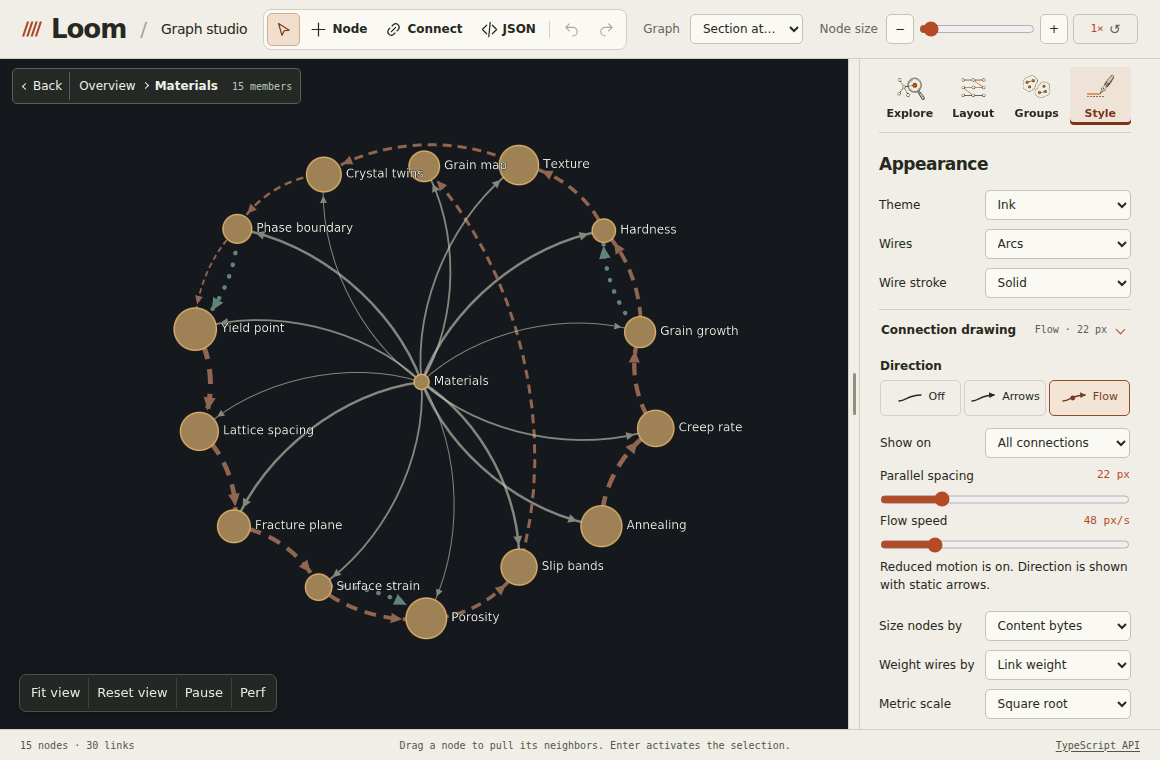 Loom / Graph studio
Node Connect JSON
Graph Section at...
Node size − + 1× ↺
Back Overview › Materials 15 members
Explore Layout Groups Style
Crystal twins
Grain map
Texture
Phase boundary
Hardness
Yield point
Grain growth
Materials
Lattice spacing
Creep rate
Fracture plane
Annealing
Surface strain
Slip bands
Porosity
Fit view Reset view Pause Perf
Appearance
Theme Ink
Wires Arcs
Wire stroke Solid
Connection drawing Flow · 22 px
Direction
Off Arrows Flow
Show on All connections
Parallel spacing 22 px
Flow speed 48 px/s
Reduced motion is on. Direction is shown
with static arrows.
Size nodes by Content bytes
Weight wires by Link weight
Metric scale Square root
15 nodes · 30 links
Drag a node to pull its neighbors. Enter activates the selection.
TypeScript API